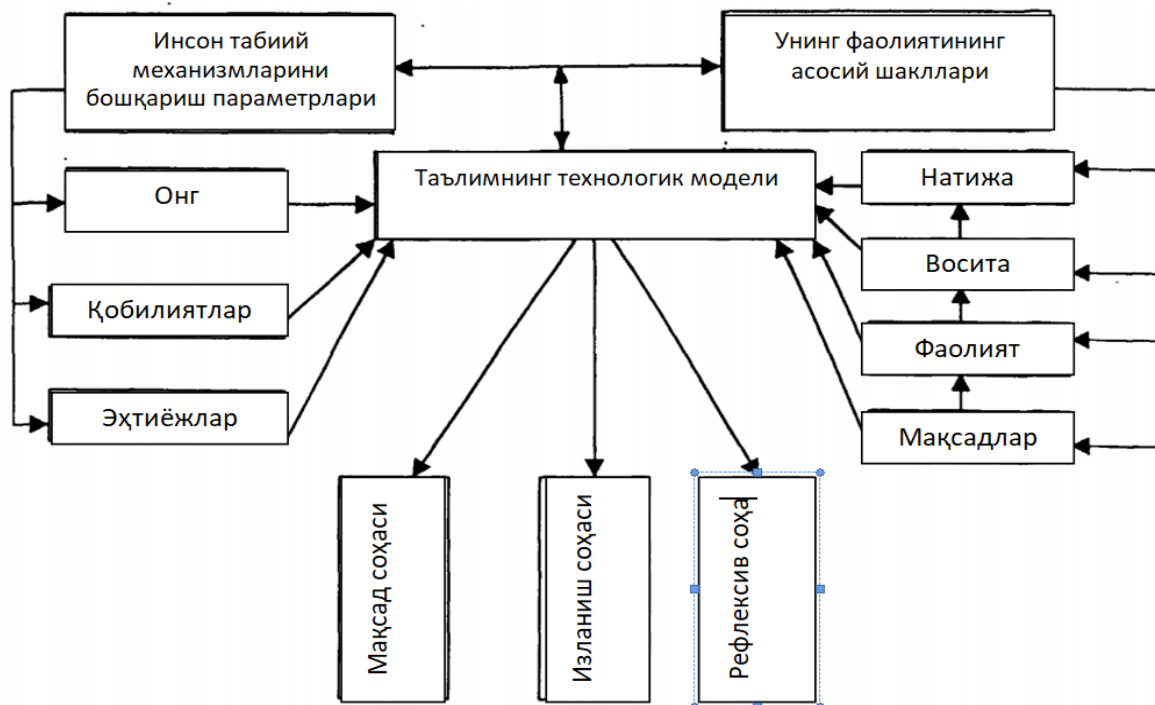 Инсон табиий
механизмларини
бошқариш параметрлари
Унинг фаолиятининг
асосий шакллари
Таълимнинг технологик модели
Онг
Қобилиятлар
Эҳтиёжлар
Натижа
Восита
Фаолият
Мақсадлар
Мақсад соҳаси
Изланиш соҳаси
Рефлексив соҳа